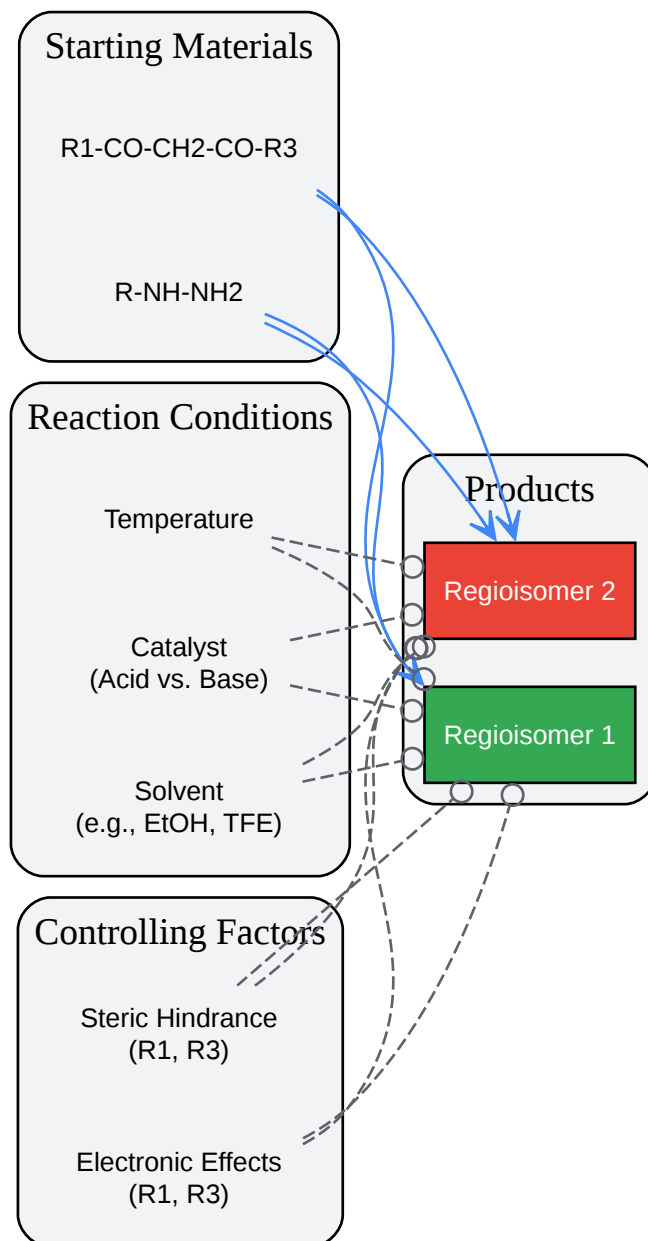 Starting Materials
R1-CO-CH2-CO-R3
R-NH-NH2
Reaction Conditions
Temperature
Catalyst
(Acid vs. Base)
Solvent
(e.g., EtOH, TFE)
Products
Regioisomer 2
Regioisomer 1
Controlling Factors
Steric Hindrance
(R1, R3)
Electronic Effects
(R1, R3)